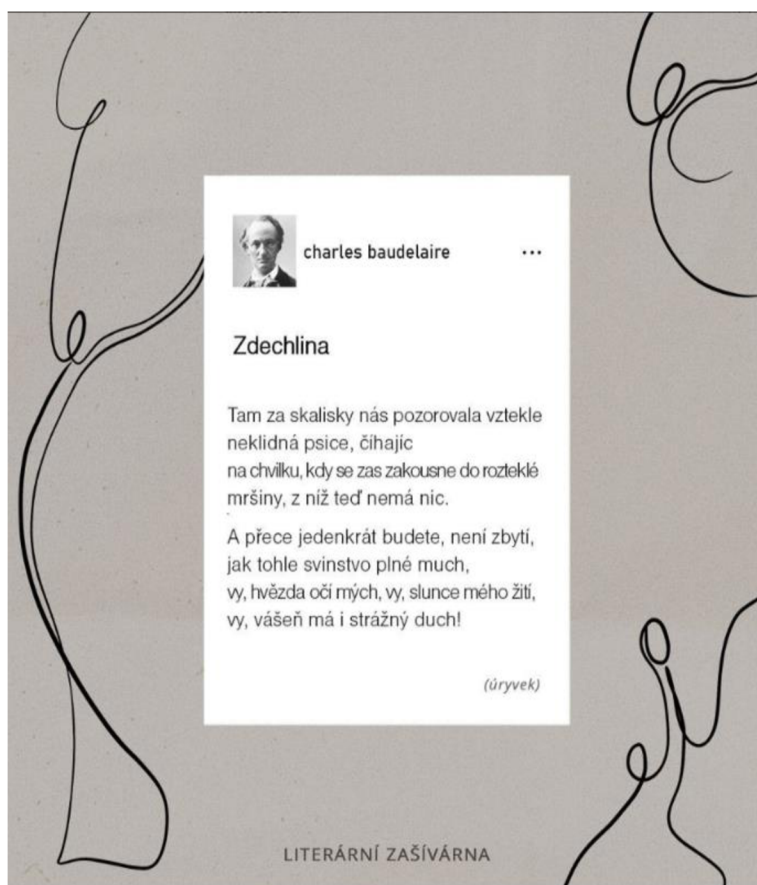 charles baudelaire
...
Zdechlina
Tam za skalisky nás pozorovala vztekle
neklidná psice, číhajíc
na chvilku, kdy se zas zakousne do rozteklé
mršiny, z níž teď nemá nic.
A přece jedenkrát budete, není zbytí,
jak tohle svinstvo plné much,
vy, hvězda očí mých, vy, slunce mého žití,
vy, vášeň má i strážný duch!
(úryvek)
LITERÁRNÍ ZAŠÍVÁRNA